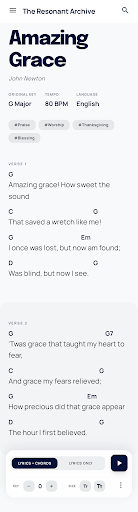 The Resonant Archive
Amazing
Grace
John Newton
ORIGINAL KEY TEMPO LANGUAGE
G Major 80 BPM English
#Praise #Worship #Thanksgiving
#Blessing
VERSE 1
G
Amazing grace! How sweet the
sound
C G
That saved a wretch like me!
G Em
I once was lost, but now am found;
D G
Was blind, but now I see.
VERSE 2
G G7
'Twas grace that taught my heart to
fear,
C G
And grace my fears relieved;
G Em
How precious did that grace appear
D G
The hour I first believed.
LYRICS + CHORDS LYRICS ONLY
KEY - 0 + SIZE Tt Tt